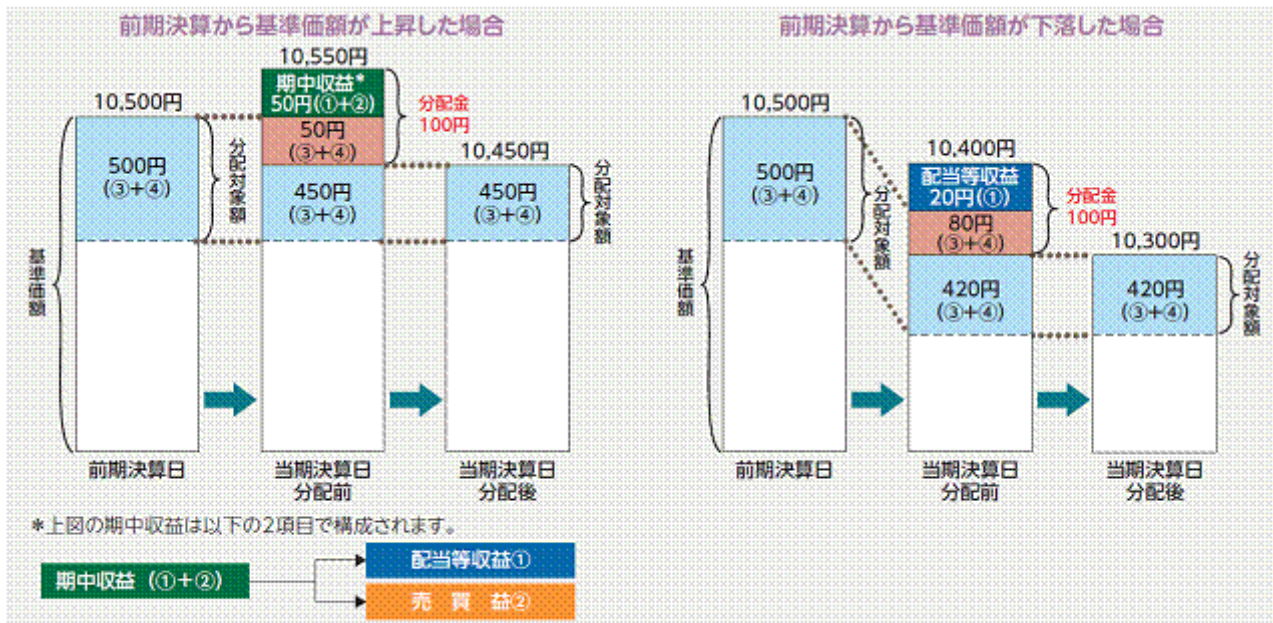 前期決算から基準価額が上昇した場合
10,500円
500円
(③+④)
分配対象額
基準価額
前期決算日
10,550円
期中収益*
50円(①+②)
50円
(③+④)
450円
(③+④)
分配金
100円
当期決算日
分配前
10,450円
450円
(③+④)
分配対象額
当期決算日
分配後
前期決算から基準価額が下落した場合
10,500円
500円
(③+④)
分配対象額
基準価額
前期決算日
10,400円
配当等収益
20円(①)
80円
(③+④)
420円
(③+④)
分配金
100円
当期決算日
分配前
10,300円
420円
(③+④)
分配対象額
当期決算日
分配後
*上図の期中収益は以下の2項目で構成されます。
期中収益 (①+②)
配当等収益①
売 買 益②